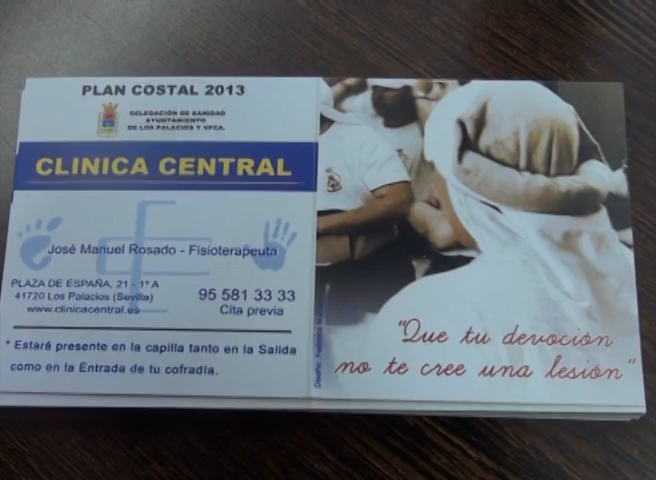 PLAN COSTAL 2013
DELEGACIÓN DE SANIDAD
AYUNTAMIENTO
DE LOS PALACIOS Y VFCA.
CLINICA CENTRAL
José Manuel Rosado - Fisioterapeuta
PLAZA DE ESPAÑA, 21 - 1º A
41720 Los Palacios (Sevilla)
www.clinicacentral.es
95 581 33 33
Cita previa
* Estará presente en la capilla tanto en la Salida
como en la Entrada de tu cofradía.
"Que tu devoción
no te cree una lesión"